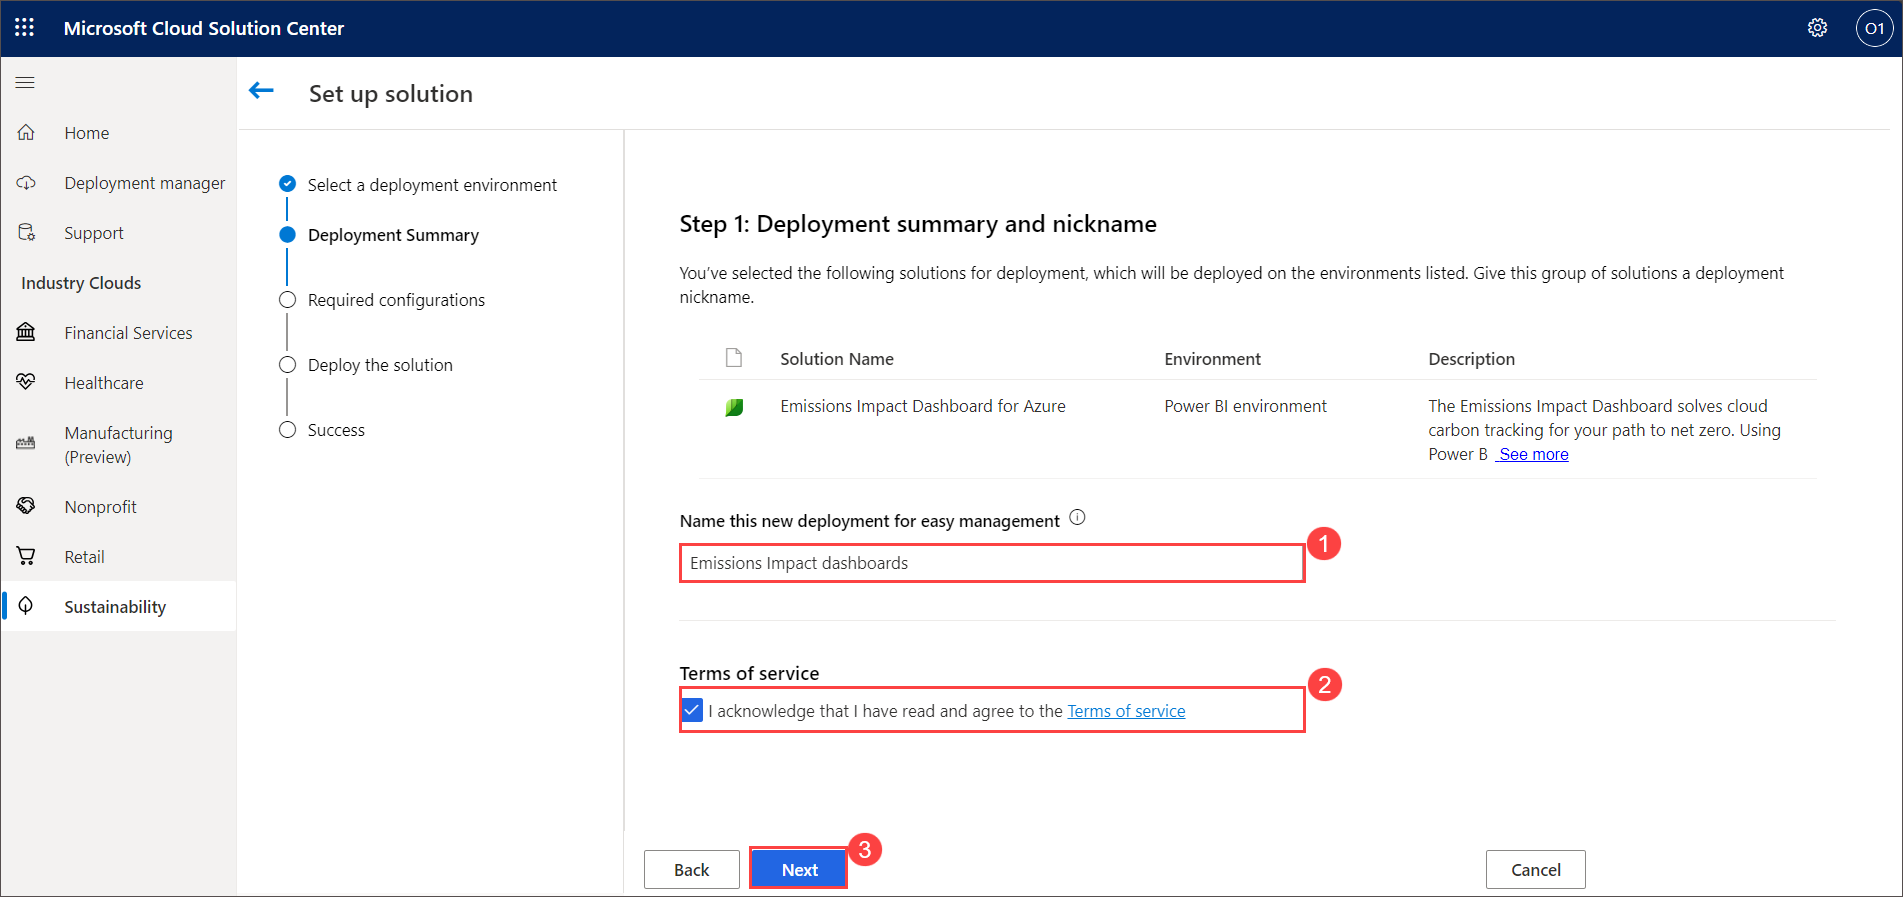 Microsoft Cloud Solution Center
O1
Home
Deployment manager
Support
Industry Clouds
Financial Services
Healthcare
Manufacturing
(Preview)
Nonprofit
Retail
Sustainability
Set up solution
Select a deployment environment
Deployment Summary
Required configurations
Deploy the solution
Success
Step 1: Deployment summary and nickname
You’ve selected the following solutions for deployment, which will be deployed on the environments listed. Give this group of solutions a deployment
nickname.
Solution Name Environment Description
Emissions Impact Dashboard for Azure Power BI environment The Emissions Impact Dashboard solves cloud
carbon tracking for your path to net zero. Using
Power B See more
Name this new deployment for easy management
1
Emissions Impact dashboards
Terms of service
2
I acknowledge that I have read and agree to the Terms of service
3
Back Next Cancel